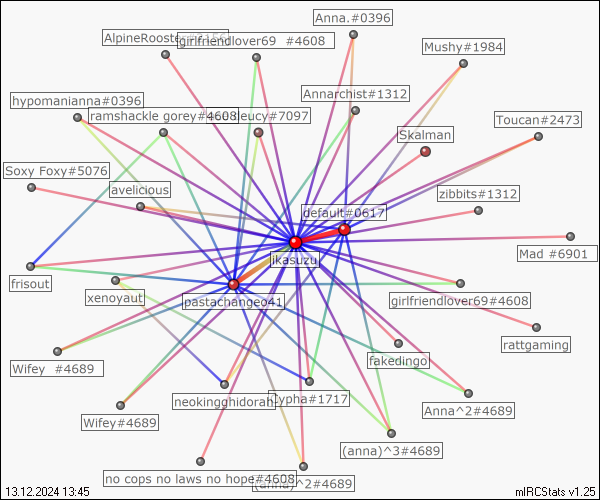 Anna.#0396
AlpineRooster
girlfriendlover69 #4608
Mushy#1984
Annarchist#1312
hypomanianna#0396
ramshackle gorey#4608
leucy#7097
Toucan#2473
Skalman
Soxy Foxy#5076
avelicious
zibbits#1312
default#0617
Mad #6901
jikasuzu
frisout
xenoyaut
pastachangeo41
girlfriendlover69#4608
rattgaming
fakedingo
Wifey #4689
neokingghidorah
Cypha#1717
Anna^2#4689
Wifey#4689
(anna)^3#4689
no cops no laws no hope#4608
(anna)^2#4689
13.12.2024 13:45
mIRCStats v1.25